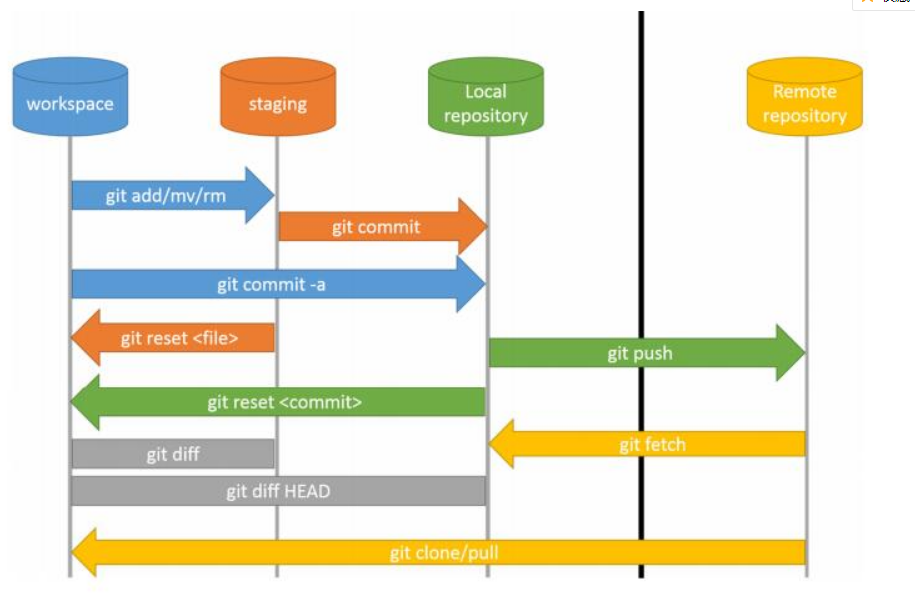 workspace
staging
Local
repository
Remote
repository
git add/mv/rm
git commit
git commit -a
git reset <file>
git push
git reset <commit>
git fetch
git diff
git diff HEAD
git clone/pull